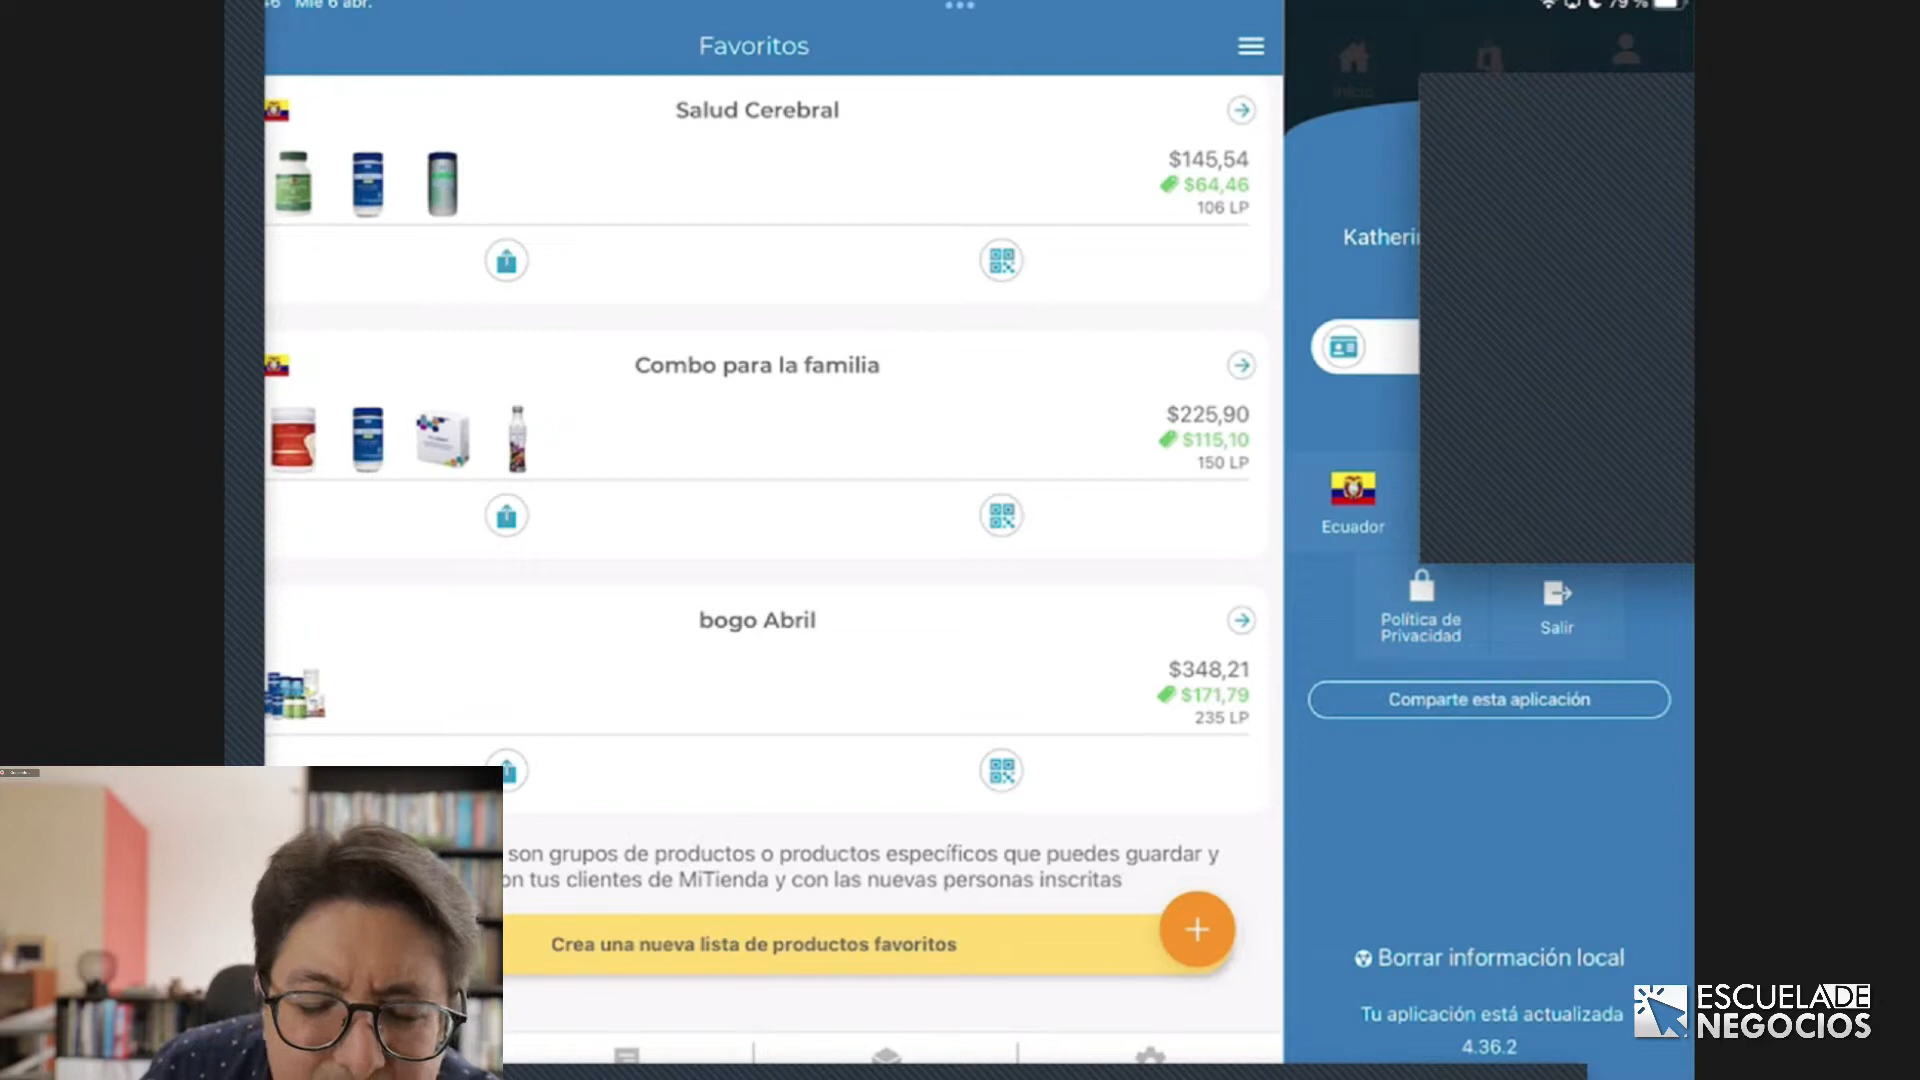 46 Mié 6 abr.
79 %
Favoritos
Inicio
Salud Cerebral
$145,54
$64,46
106 LP
Katheri
Combo para la familia
$225,90
$115,10
150 LP
Ecuador
bogo Abril
$348,21
$171,79
235 LP
Política de
Privacidad
Salir
Comparte esta aplicación
son grupos de productos o productos específicos que puedes guardar y
on tus clientes de MiTienda y con las nuevas personas inscritas
Crea una nueva lista de productos favoritos
+
Borrar información local
Tu aplicación está actualizada
4.36.2
ESCUELA DE
NEGOCIOS